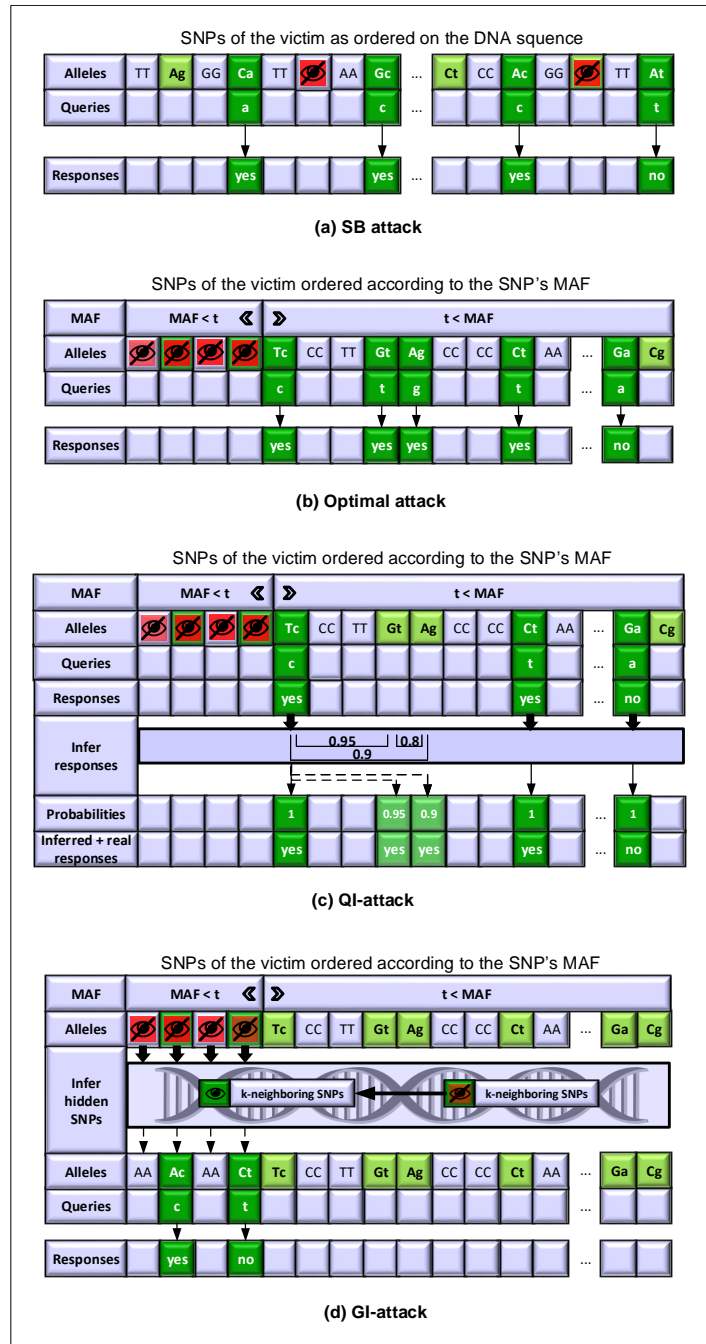 SNPs of the victim as ordered on the DNA squence
Alleles TT Ag GG Ca TT AA Gc ... Ct CC Ac GG TT At
Queries a c ... c t
Responses yes yes ... yes no
(a) SB attack
SNPs of the victim ordered according to the SNP's MAF
MAF MAF < t t < MAF
Alleles Tc CC TT Gt Ag CC CC Ct AA ... Ga Cg
Queries c t g t ... a
Responses yes yes yes yes ... no
(b) Optimal attack
SNPs of the victim ordered according to the SNP's MAF
MAF MAF < t t < MAF
Alleles Tc CC TT Gt Ag CC CC Ct AA ... Ga Cg
Queries c t ... a
Responses yes yes ... no
Infer responses 0.95 0.8 0.9
Probabilities 1 0.95 0.9 1 ... 1
Inferred + real responses yes yes yes yes ... no
(c) QI-attack
SNPs of the victim ordered according to the SNP's MAF
MAF MAF < t t < MAF
Alleles Tc CC TT Gt Ag CC CC Ct AA ... Ga Cg
Infer hidden SNPs k-neighboring SNPs k-neighboring SNPs
Alleles AA Ac AA Ct Tc CC TT Gt Ag CC CC Ct AA ... Ga Cg
Queries c t ...
Responses yes no ...
(d) GI-attack